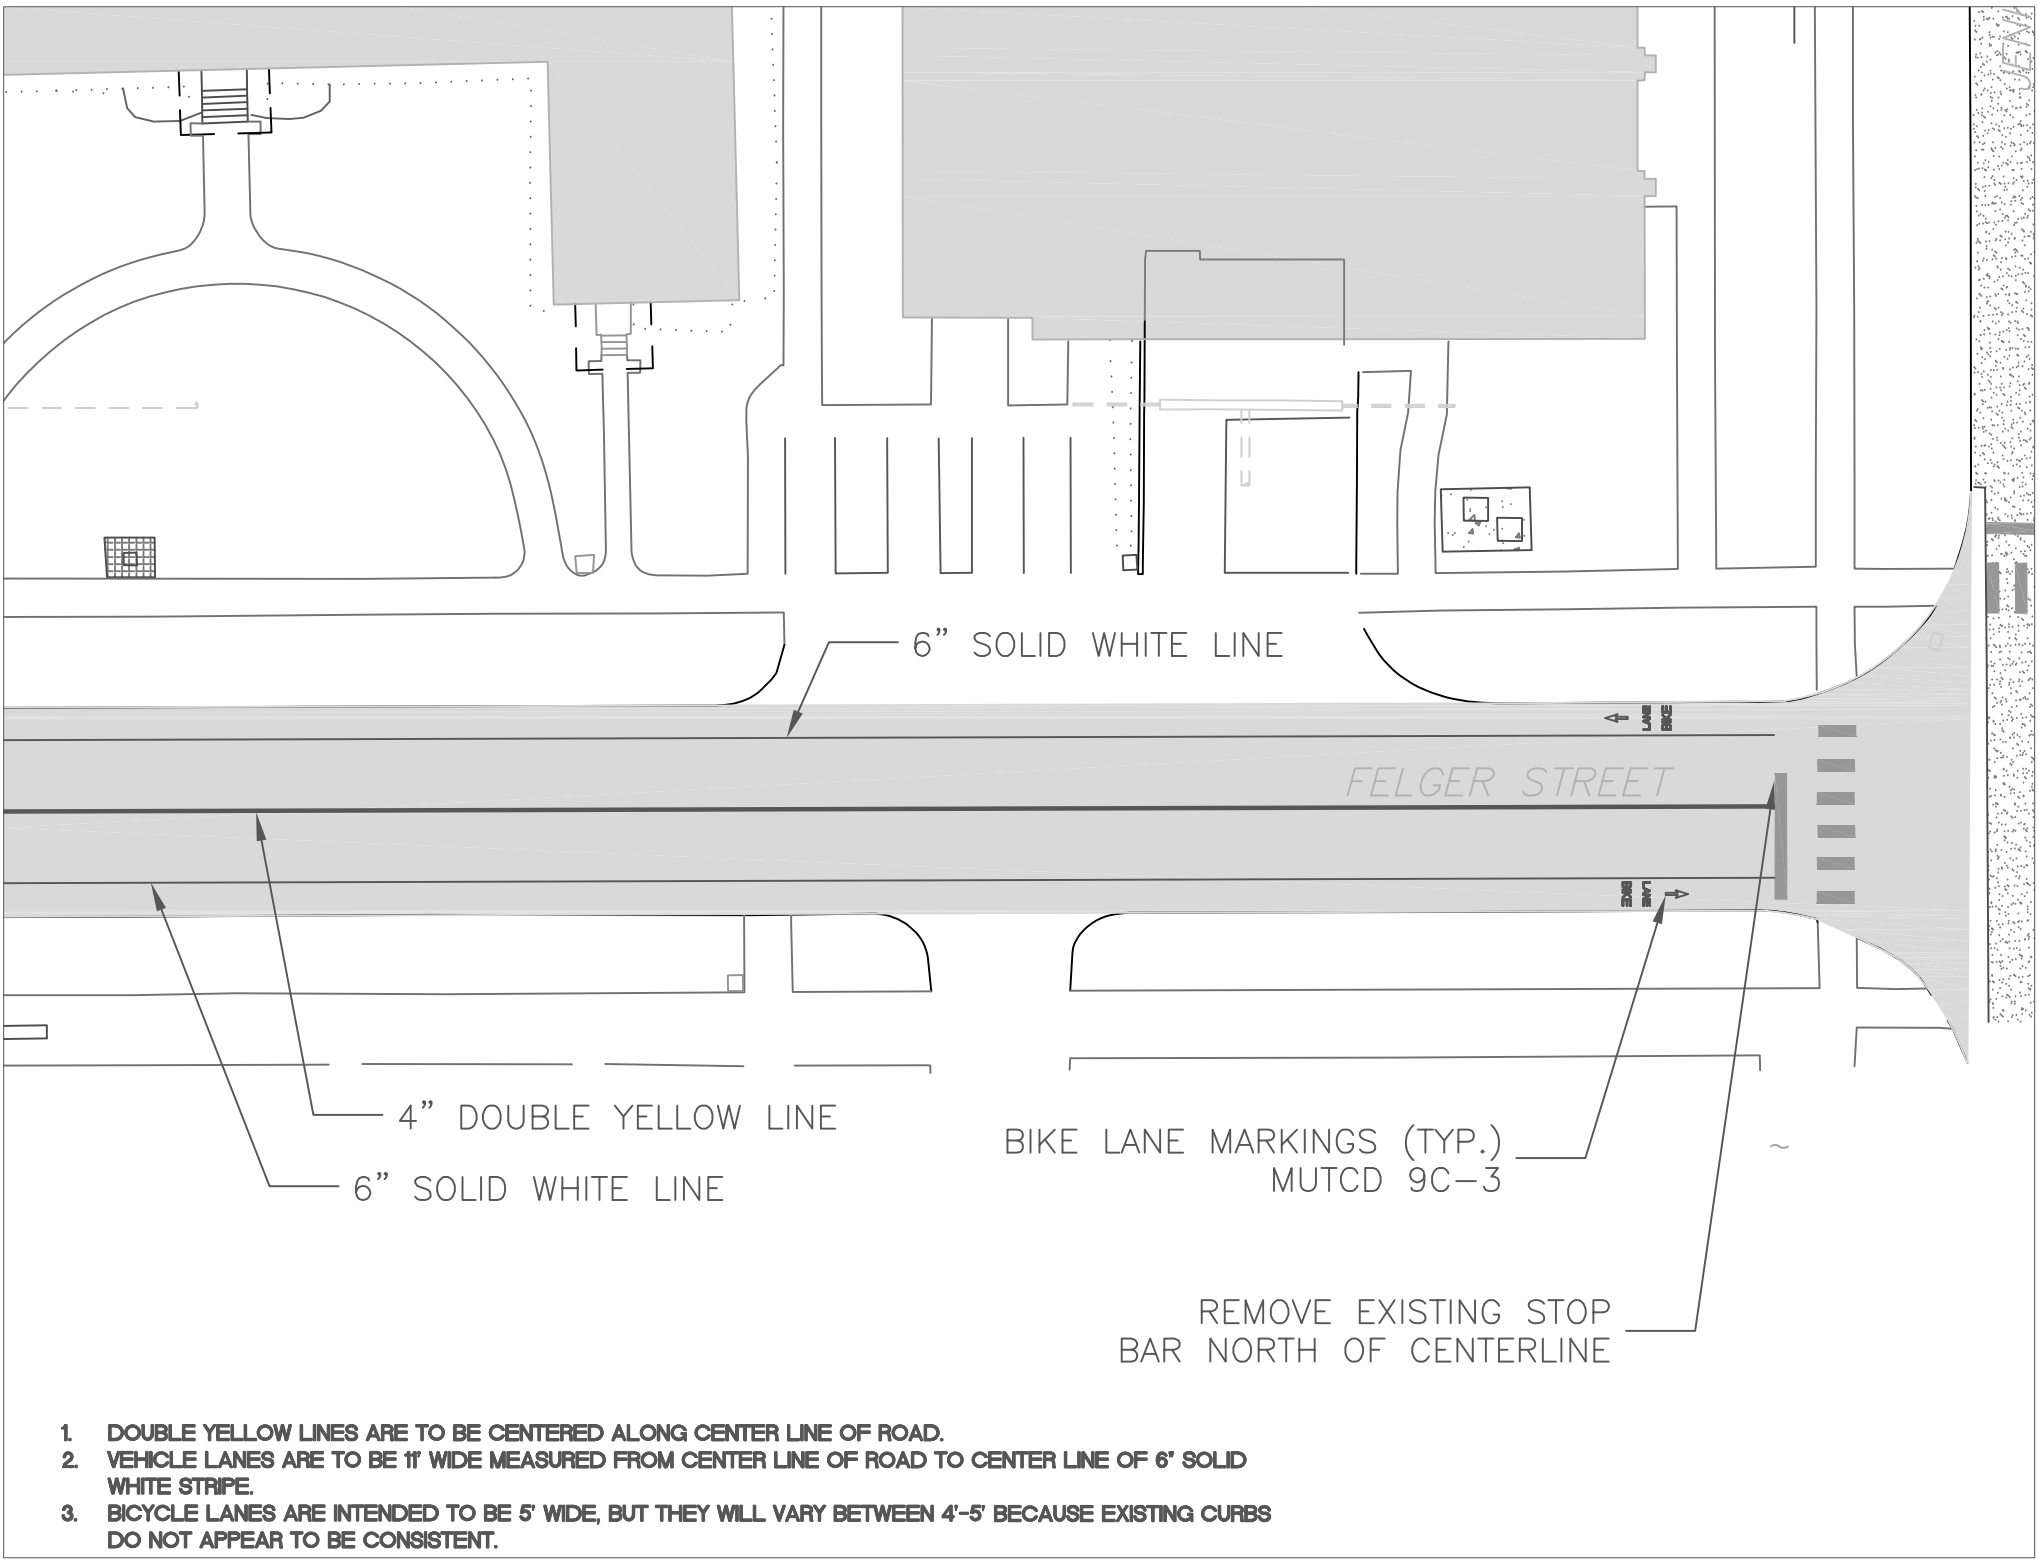 JENK
6” SOLID WHITE LINE
BIKE
LANE
FELGER STREET
BIKE
LANE
4” DOUBLE YELLOW LINE
BIKE LANE MARKINGS (TYP.)
MUTCD 9C-3
6” SOLID WHITE LINE
REMOVE EXISTING STOP
BAR NORTH OF CENTERLINE
1. DOUBLE YELLOW LINES ARE TO BE CENTERED ALONG CENTER LINE OF ROAD.
2. VEHICLE LANES ARE TO BE 11' WIDE MEASURED FROM CENTER LINE OF ROAD TO CENTER LINE OF 6" SOLID
WHITE STRIPE.
3. BICYCLE LANES ARE INTENDED TO BE 5' WIDE, BUT THEY WILL VARY BETWEEN 4'-5' BECAUSE EXISTING CURBS
DO NOT APPEAR TO BE CONSISTENT.